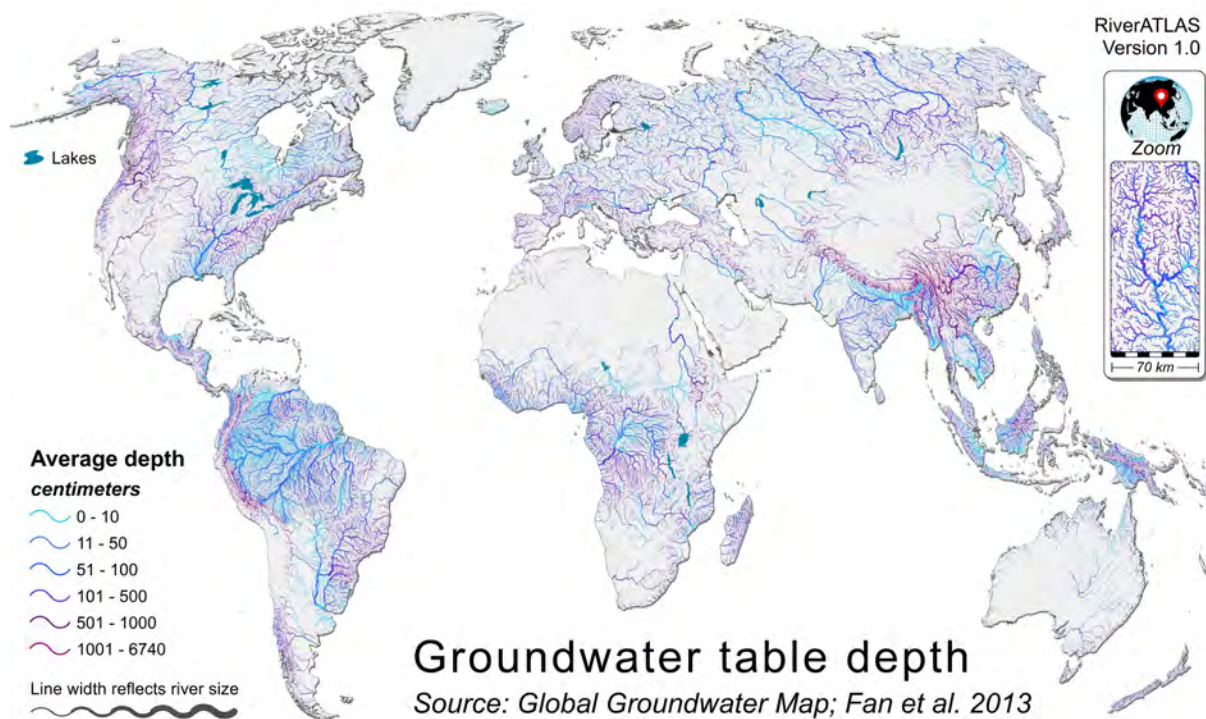 RiverATLAS
Version 1.0
Zoom
70 km
Lakes
Average depth
centimeters
0 - 10
11 - 50
51 - 100
101 - 500
501 - 1000
1001 - 6740
Line width reflects river size
Groundwater table depth
Source: Global Groundwater Map; Fan et al. 2013